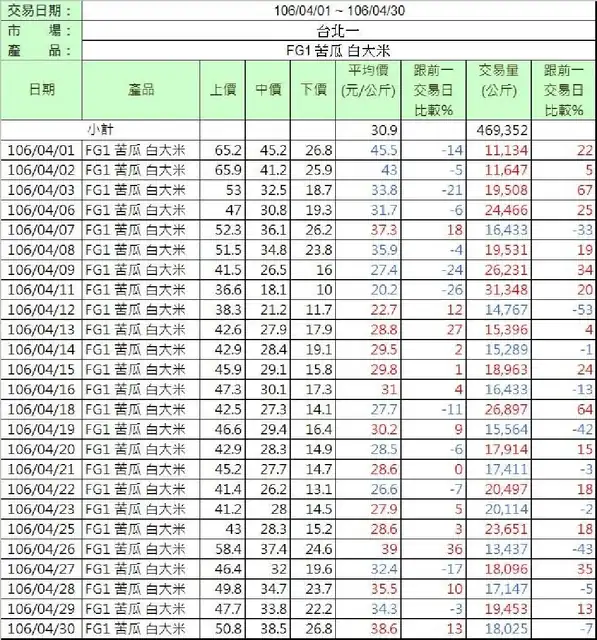 交易日期： 106/04/01 ~ 106/04/30
市　場： 台北一
產　品： FG1 苦瓜 白大米
日期 產品 上價 中價 下價 平均價(元/公斤) 跟前一交易日比較% 交易量(公斤) 跟前一交易日比較%
小計 30.9 469,352
106/04/01 FG1 苦瓜 白大米 65.2 45.2 26.8 45.5 -14 11,134 22
106/04/02 FG1 苦瓜 白大米 65.9 41.2 25.9 43 -5 11,647 5
106/04/03 FG1 苦瓜 白大米 53 32.5 18.7 33.8 -21 19,508 67
106/04/06 FG1 苦瓜 白大米 47 30.8 19.3 31.7 -6 24,466 25
106/04/07 FG1 苦瓜 白大米 52.3 36.1 26.2 37.3 18 16,433 -33
106/04/08 FG1 苦瓜 白大米 51.5 34.8 23.8 35.9 -4 19,531 19
106/04/09 FG1 苦瓜 白大米 41.5 26.5 16 27.4 -24 26,231 34
106/04/11 FG1 苦瓜 白大米 36.6 18.1 10 20.2 -26 31,348 20
106/04/12 FG1 苦瓜 白大米 38.3 21.2 11.7 22.7 12 14,767 -53
106/04/13 FG1 苦瓜 白大米 42.6 27.9 17.9 28.8 27 15,396 4
106/04/14 FG1 苦瓜 白大米 42.9 28.4 19.1 29.5 2 15,289 -1
106/04/15 FG1 苦瓜 白大米 45.9 29.1 15.8 29.8 1 18,963 24
106/04/16 FG1 苦瓜 白大米 47.3 30.1 17.3 31 4 16,433 -13
106/04/18 FG1 苦瓜 白大米 42.5 27.3 14.1 27.7 -11 26,897 64
106/04/19 FG1 苦瓜 白大米 46.6 29.4 16.4 30.2 9 15,564 -42
106/04/20 FG1 苦瓜 白大米 42.9 28.3 14.9 28.5 -6 17,914 15
106/04/21 FG1 苦瓜 白大米 45.2 27.7 14.7 28.6 0 17,411 -3
106/04/22 FG1 苦瓜 白大米 41.4 26.2 13.1 26.6 -7 20,497 18
106/04/23 FG1 苦瓜 白大米 41.2 28 14.5 27.9 5 20,114 -2
106/04/25 FG1 苦瓜 白大米 43 28.3 15.2 28.6 3 23,651 18
106/04/26 FG1 苦瓜 白大米 58.4 37.4 24.6 39 36 13,437 -43
106/04/27 FG1 苦瓜 白大米 46.4 32 19.6 32.4 -17 18,096 35
106/04/28 FG1 苦瓜 白大米 49.8 34.7 23.7 35.5 10 17,147 -5
106/04/29 FG1 苦瓜 白大米 47.7 33.8 22.2 34.3 -3 19,453 13
106/04/30 FG1 苦瓜 白大米 50.8 38.5 26.8 38.6 13 18,025 -7